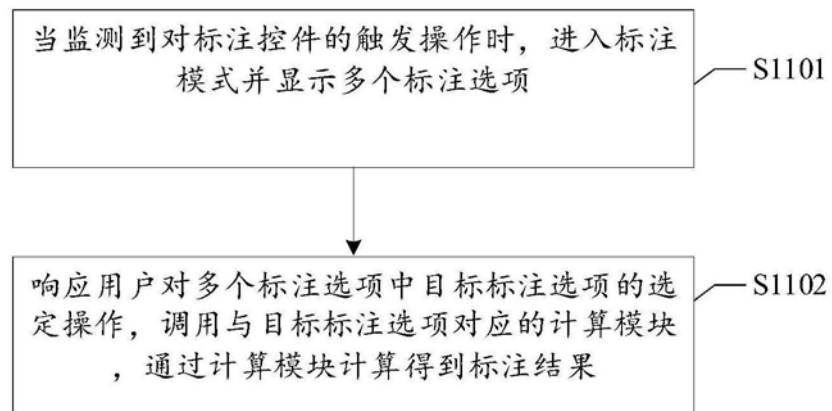 当监测到对标注控件的触发操作时，进入标注
模式并显示多个标注选项
S1101
响应用户对多个标注选项中目标标注选项的选
定操作，调用与目标标注选项对应的计算模块
，通过计算模块计算得到标注结果
S1102